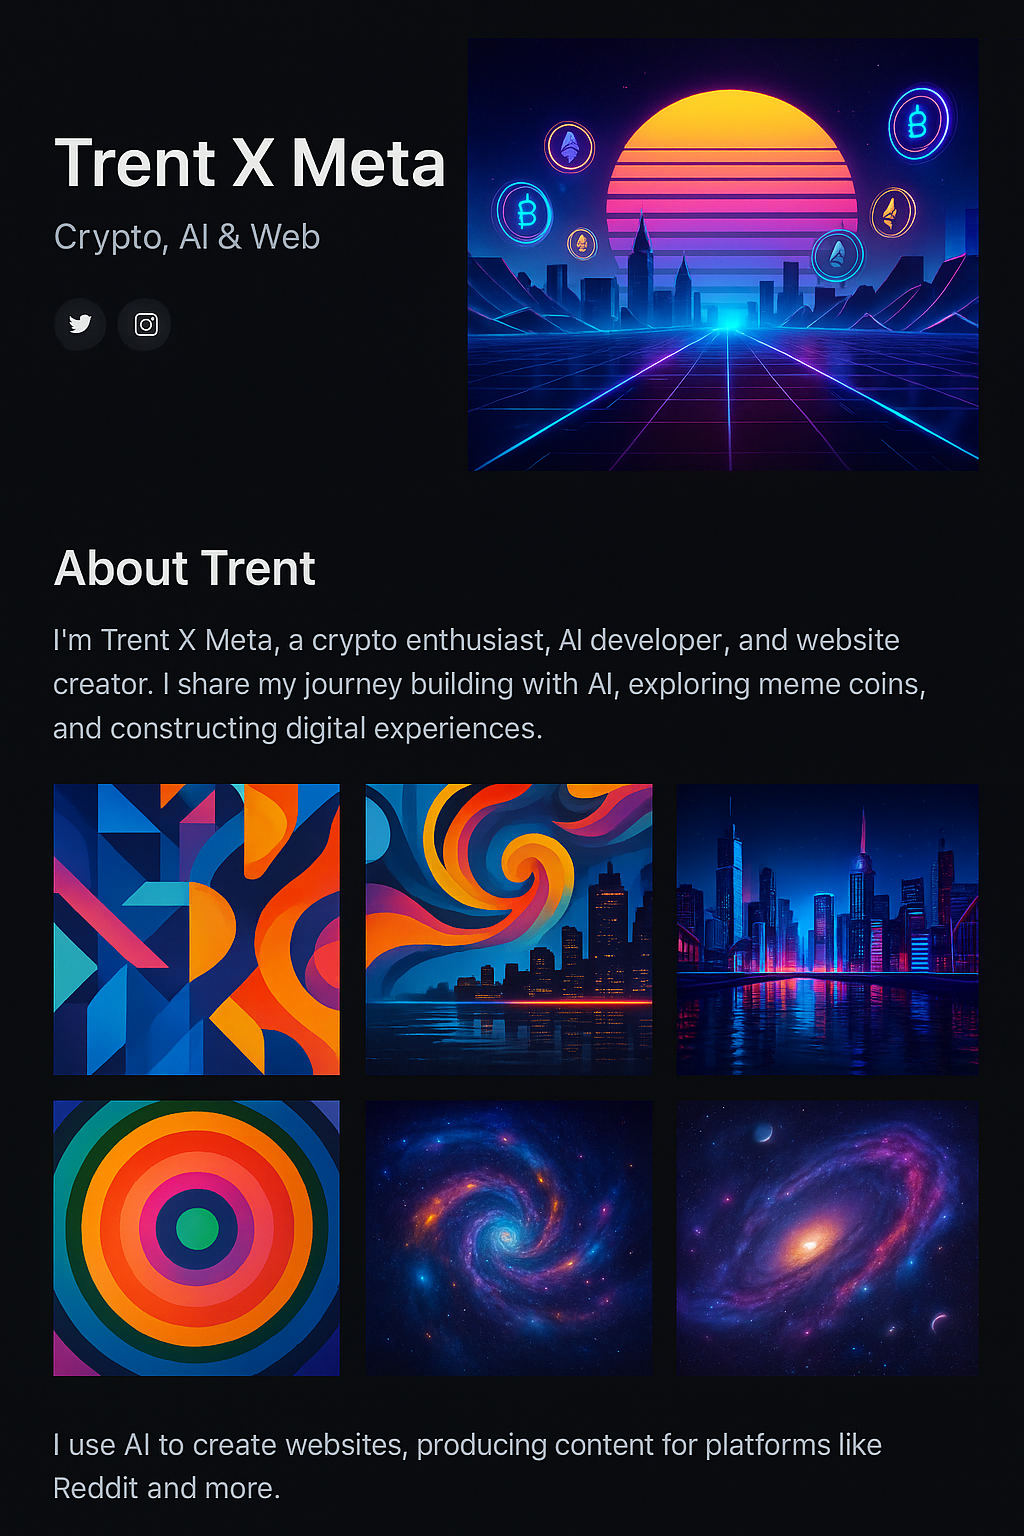 Trent X Meta
Crypto, AI & Web
About Trent
I'm Trent X Meta, a crypto enthusiast, AI developer, and website
creator. I share my journey building with AI, exploring meme coins,
and constructing digital experiences.
I use AI to create websites, producing content for platforms like
Reddit and more.